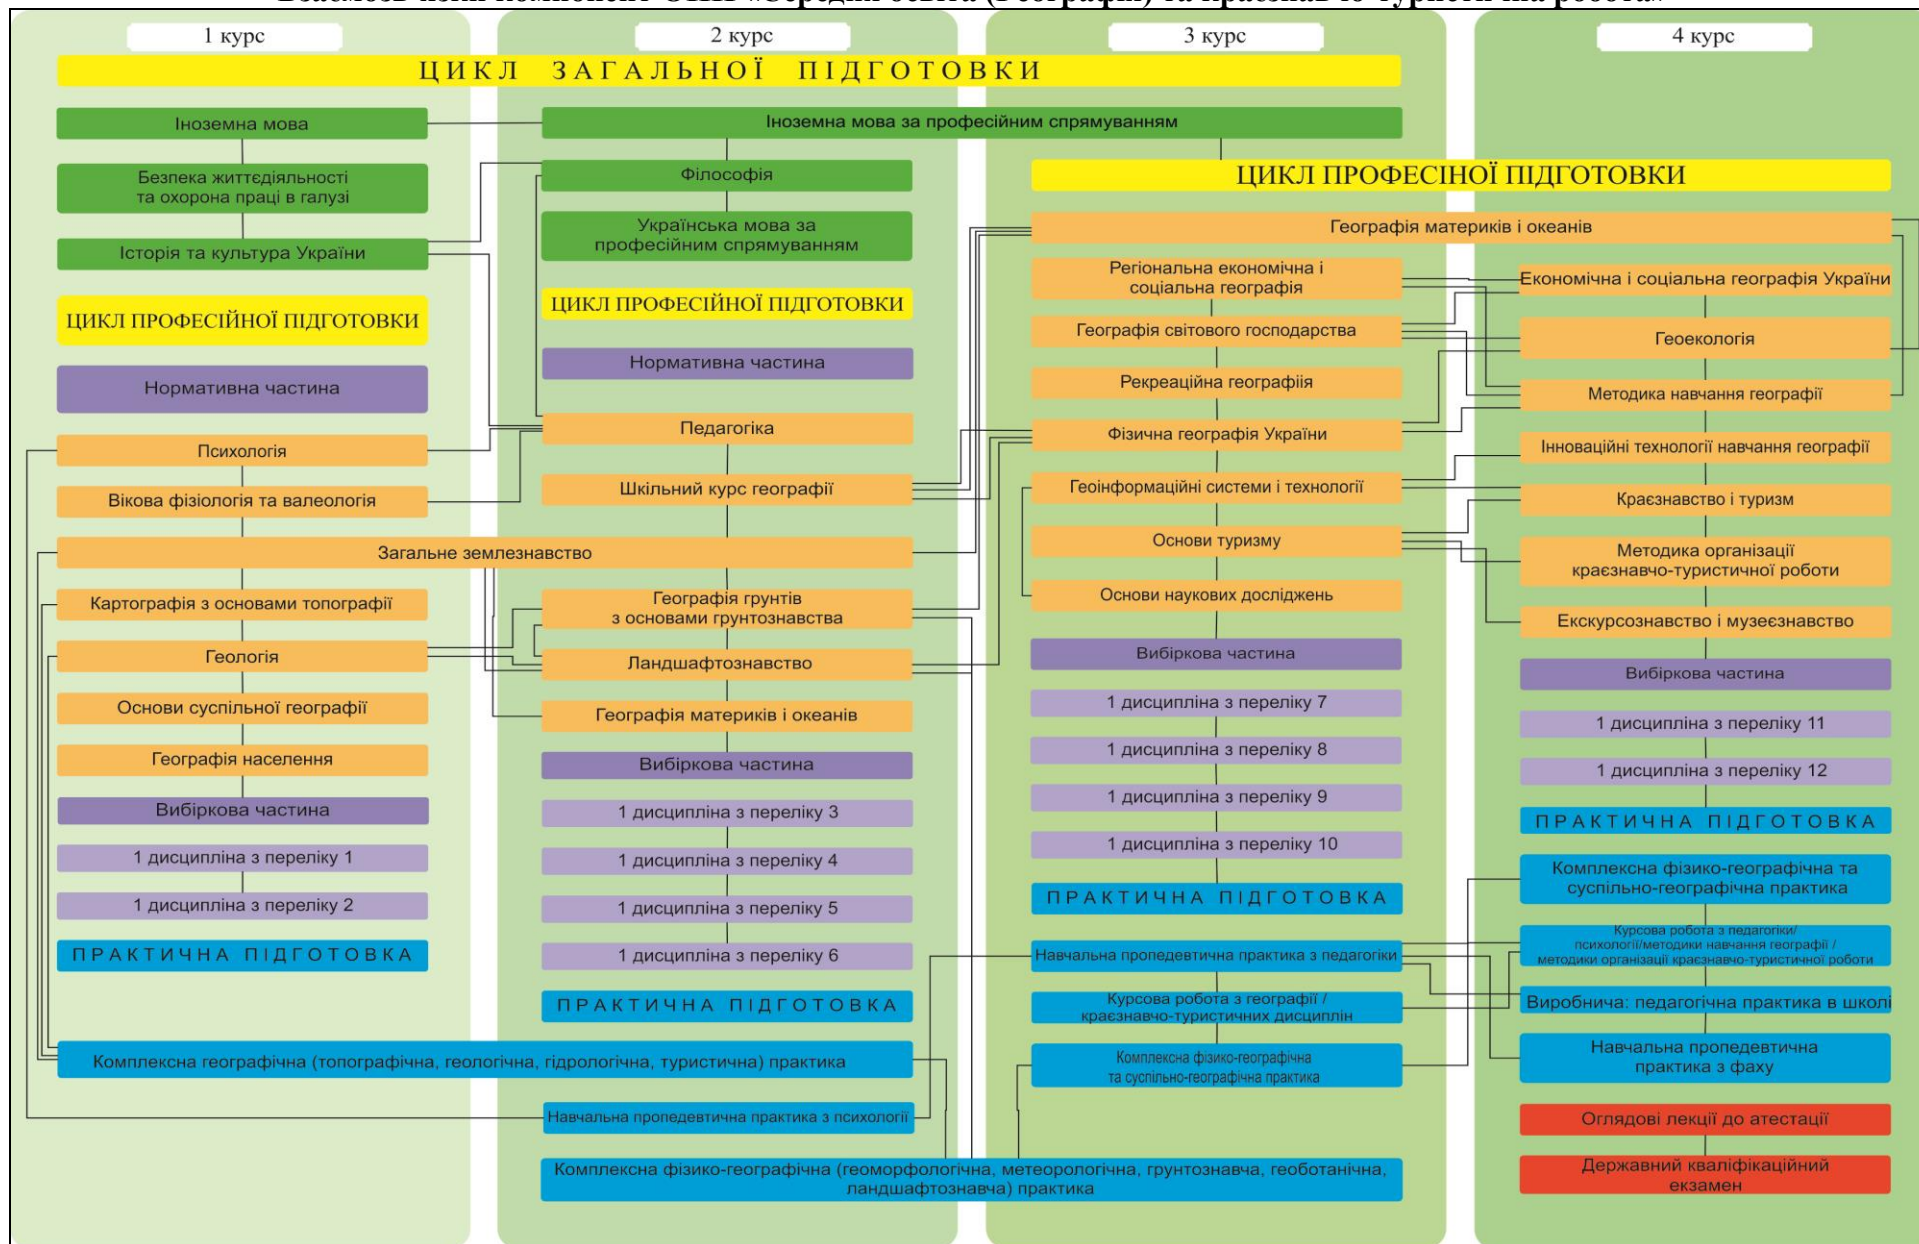 1 курс
2 курс
3 курс
4 курс
ЦИКЛ ЗАГАЛЬНОЇ ПІДГОТОВКИ
Іноземна мова
Безпека життєдіяльності
та охорона праці в галузі
Історія та культура України
ЦИКЛ ПРОФЕСІЙНОЇ ПІДГОТОВКИ
Нормативна частина
Психологія
Вікова фізіологія та валеологія
Загальне землезнавство
Картографія з основами топографії
Геологія
Основи суспільної географії
Географія населення
Вибіркова частина
1 дисципліна з переліку 1
1 дисципліна з переліку 2
ПРАКТИЧНА ПІДГОТОВКА
Комплексна географічна (топографічна, геологічна, гідрологічна, туристична) практика
Іноземна мова за професійним спрямуванням
Філософія
Українська мова за
професійним спрямуванням
ЦИКЛ ПРОФЕСІЙНОЇ ПІДГОТОВКИ
Нормативна частина
Педагогіка
Шкільний курс географії
Географія грунтів
з основами грунтознавства
Ландшафтознавство
Географія материків і океанів
Вибіркова частина
1 дисципліна з переліку 3
1 дисципліна з переліку 4
1 дисципліна з переліку 5
1 дисципліна з переліку 6
ПРАКТИЧНА ПІДГОТОВКА
Навчальна пропедевтична практика з психології
Комплексна фізико-географічна (геоморфологічна, метеорологічна, грунтознавча, геоботанічна,
ландшафтознавча) практика
ЦИКЛ ПРОФЕСІНОЇ ПІДГОТОВКИ
Географія материків і океанів
Регіональна економічна і
соціальна географія
Географія світового господарства
Рекреаційна географіія
Фізична географія України
Геоінформаційні системи і технології
Основи туризму
Основи наукових досліджень
Вибіркова частина
1 дисципліна з переліку 7
1 дисципліна з переліку 8
1 дисципліна з переліку 9
1 дисципліна з переліку 10
ПРАКТИЧНА ПІДГОТОВКА
Навчальна пропедевтична практика з педагогіки
Курсова робота з географії /
краєзнавчо-туристичних дисциплін
Комплексна фізико-географічна
та суспільно-географічна практика
Економічна і соціальна географія України
Геоекологія
Методика навчання географії
Інноваційні технології навчання географії
Краєзнавство і туризм
Методика організації
краєзнавчо-туристичної роботи
Екскурсознавство і музеєзнавство
Вибіркова частина
1 дисципліна з переліку 11
1 дисципліна з переліку 12
ПРАКТИЧНА ПІДГОТОВКА
Комплексна фізико-географічна та
суспільно-географічна практика
Курсова робота з педагогіки/
психології/методики навчання географії /
методики організації краєзнавчо-туристичної роботи
Виробнича: педагогічна практика в школі
Навчальна пропедевтична
практика з фаху
Оглядові лекції до атестації
Державний кваліфікаційний
екзамен